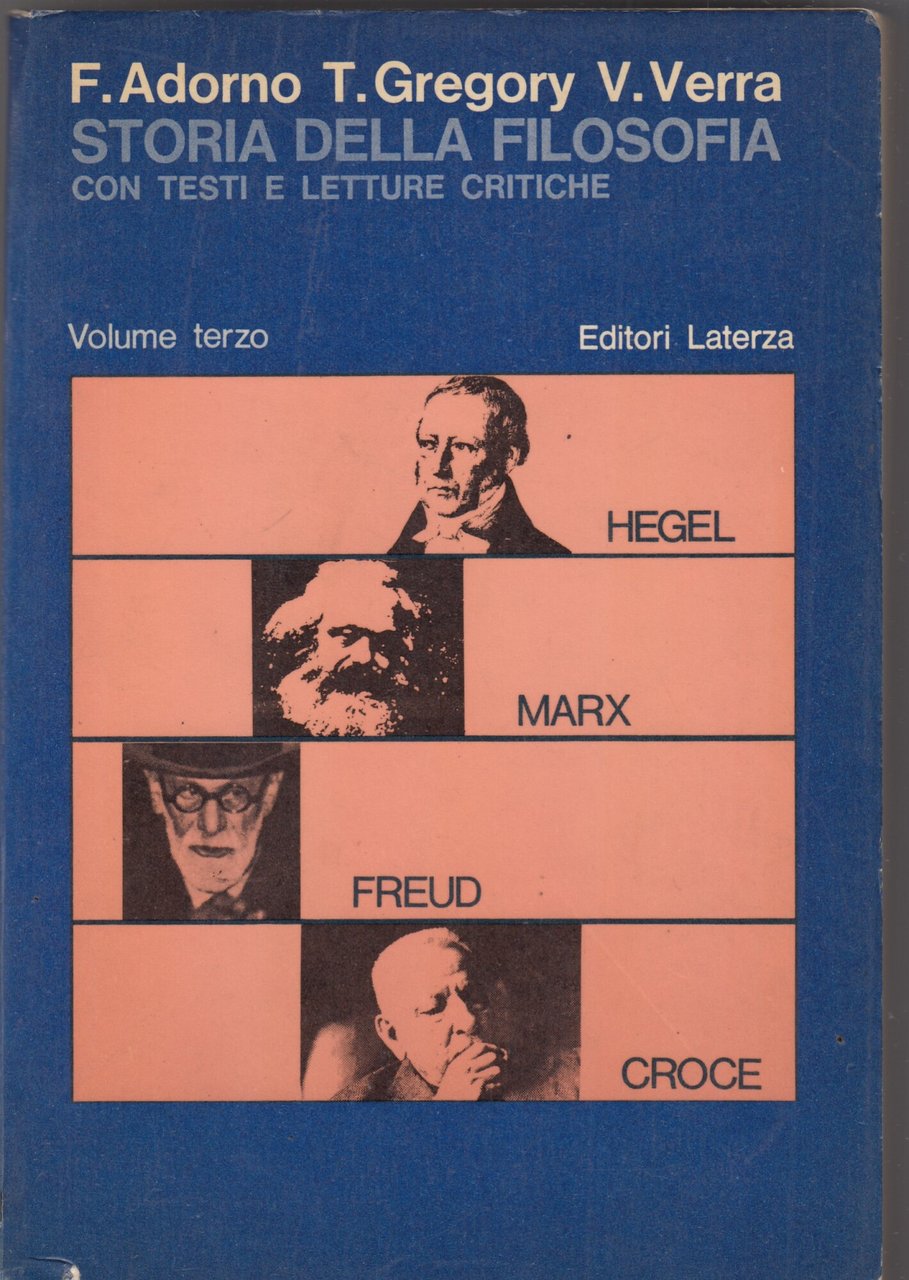 F. Adorno T. Gregory V. Verra
STORIA DELLA FILOSOFIA
CON TESTI E LETTURE CRITICHE
Volume terzo Editori Laterza
HEGEL
MARX
FREUD
CROCE